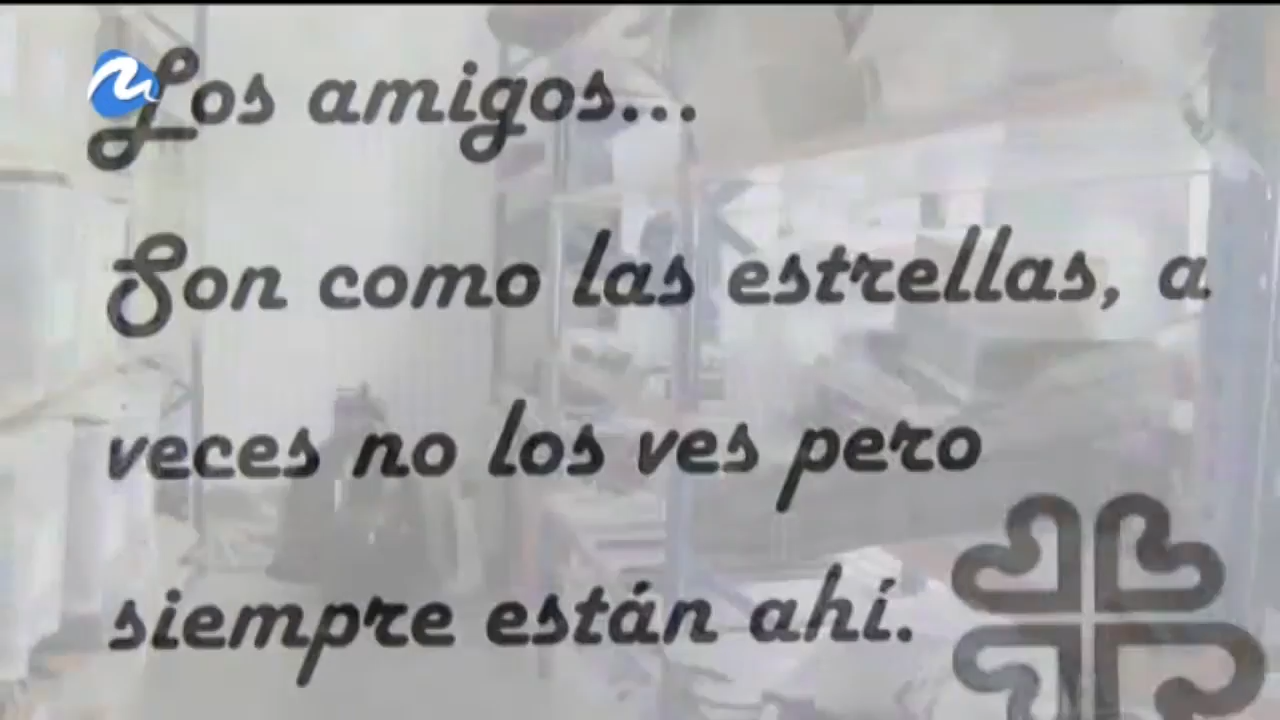 Los amigos...
Son como las estrellas, a
veces no los ves pero
siempre están ahí.